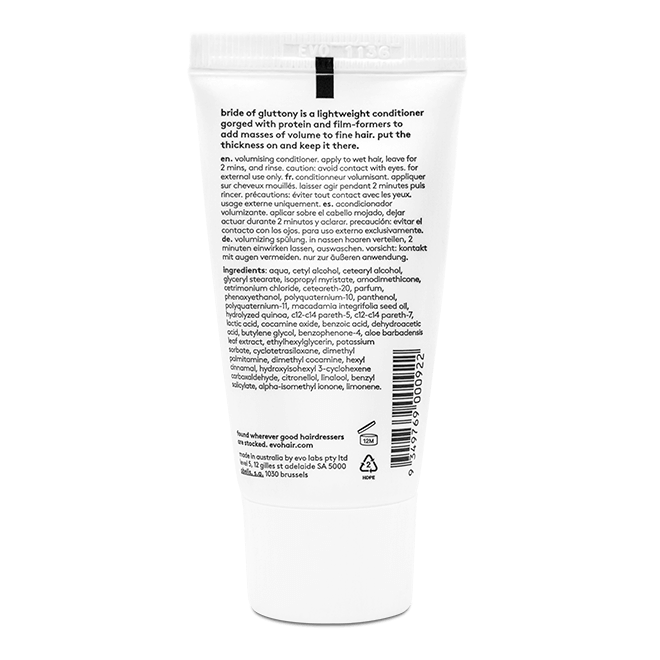 EVO 1136
bride of gluttony is a lightweight conditioner
gorged with protein and film-formers to
add masses of volume to fine hair. put the
thickness on and keep it there.
en. volumising conditioner. apply to wet hair, leave for
2 mins, and rinse. caution: avoid contact with eyes. for
external use only. fr. conditionneur volumisant. appliquer
sur cheveux mouillés. laisser agir pendant 2 minutes puis
rincer. précautions: éviter tout contact avec les yeux.
usage externe uniquement. es. acondicionador
volumizante. aplicar sobre el cabello mojado, dejar
actuar durante 2 minutos y aclarar. precaución: evitar el
contacto con los ojos. para uso externo exclusivamente.
de. volumizing spülung. in nassen haaren verteilen, 2
minuten einwirken lassen, auswaschen. vorsicht: kontakt
mit augen vermeiden. nur zur äußeren anwendung.
ingredients: aqua, cetyl alcohol, cetearyl alcohol,
glyceryl stearate, isopropyl myristate, amodimethicone,
cetrimonium chloride, ceteareth-20, parfum,
phenoxyethanol, polyquaternium-10, panthenol,
polyquaternium-11, macadamia integrifolia seed oil,
hydrolyzed quinoa, c12-c14 pareth-5, c12-c14 pareth-7,
lactic acid, cocamine oxide, benzoic acid, dehydroacetic
acid, butylene glycol, benzophenone-4, aloe barbadensis
leaf extract, ethylhexylglycerin, potassium
sorbate, cyclotetrasiloxane, dimethyl
palmitamine, dimethyl cocamine, hexyl
cinnamal, hydroxyisohexyl 3-cyclohexene
carboxaldehyde, citronellol, linalool, benzyl
salicylate, alpha-isomethyl ionone, limonene.
found wherever good hairdressers
are stocked. evohair.com
made in australia by evo labs pty ltd
level 5, 12 gilles st adelaide SA 5000
obelis, s.a. 1030 brussels
12M
2
HDPE
9 349769 000922